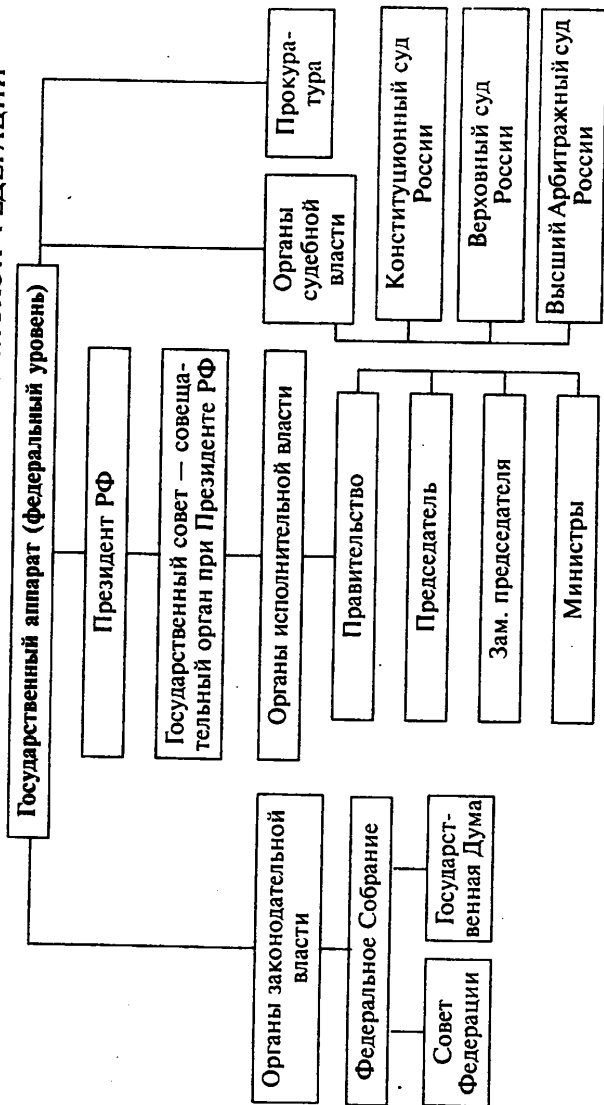 Государственный аппарат (федеральный уровень)
Президент РФ
Государственный совет — совеща-
тельный орган при Президенте РФ
Органы законодательной
власти
Органы исполнительной власти
Органы
судебной
власти
Прокура-
тура
Федеральное Собрание
Совет
Федерации
Государст-
венная Дума
Правительство
Председатель
Зам. председателя
Министры
Конституционный суд
России
Верховный суд
России
Высший Арбитражный суд
России